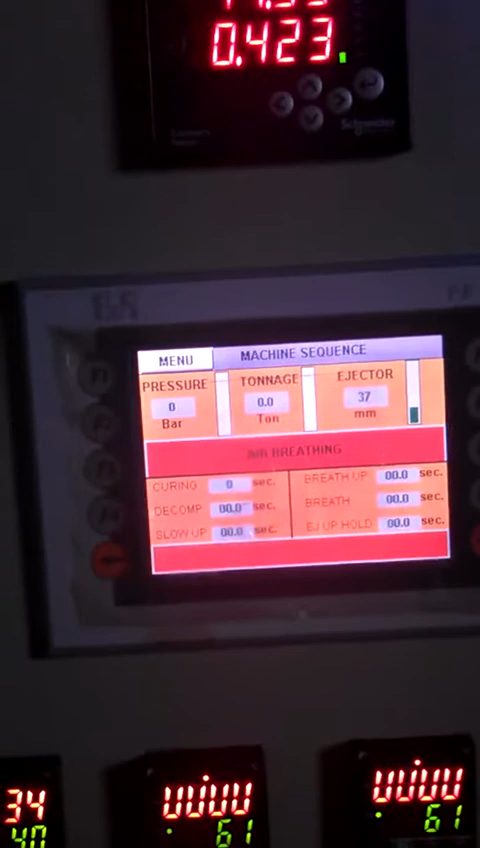 0.423
Schneider
MENU MACHINE SEQUENCE
PRESSURE TONNAGE EJECTOR
0 0.0 37
Bar Ton mm
AIR BREATHING
CURING 0 sec. BREATH UP 00.0 sec.
DECOMP 00.0 sec. BREATH 00.0 sec.
SLOW UP 00.0 sec. EJ UP HOLD 00.0 sec.
34 uuuu uuuu
40 61 61